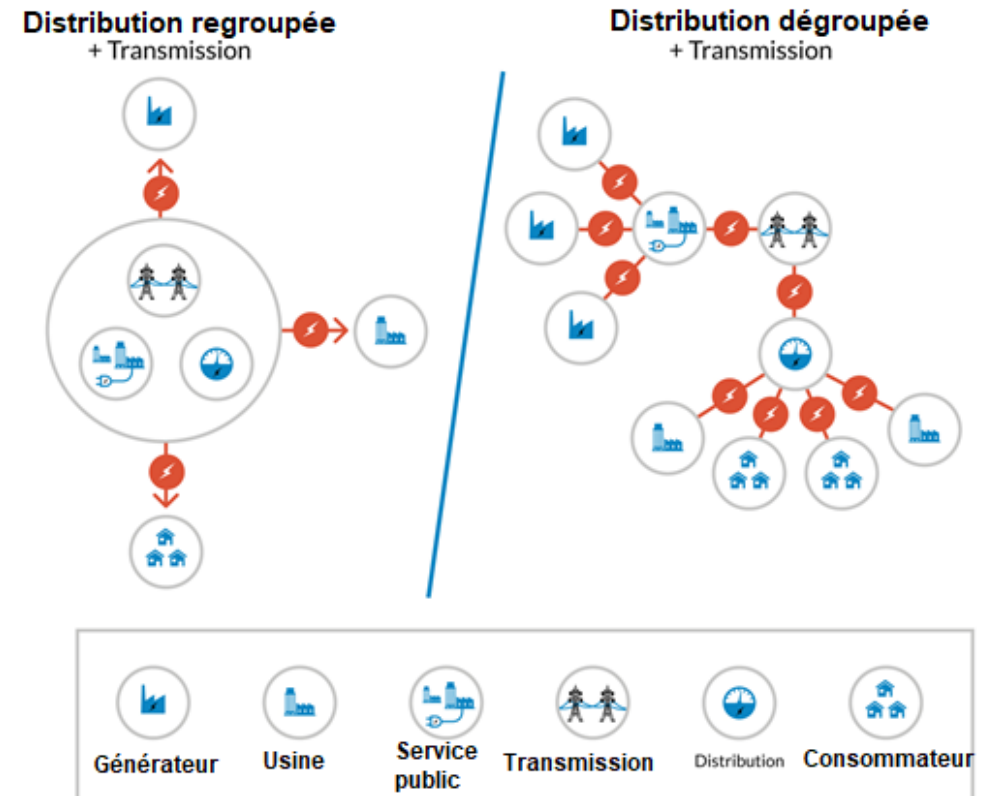 Distribution regroupée
+ Transmission
Distribution dégroupée
+ Transmission
Générateur
Usine
Service
public
Transmission
Distribution
Consommateur